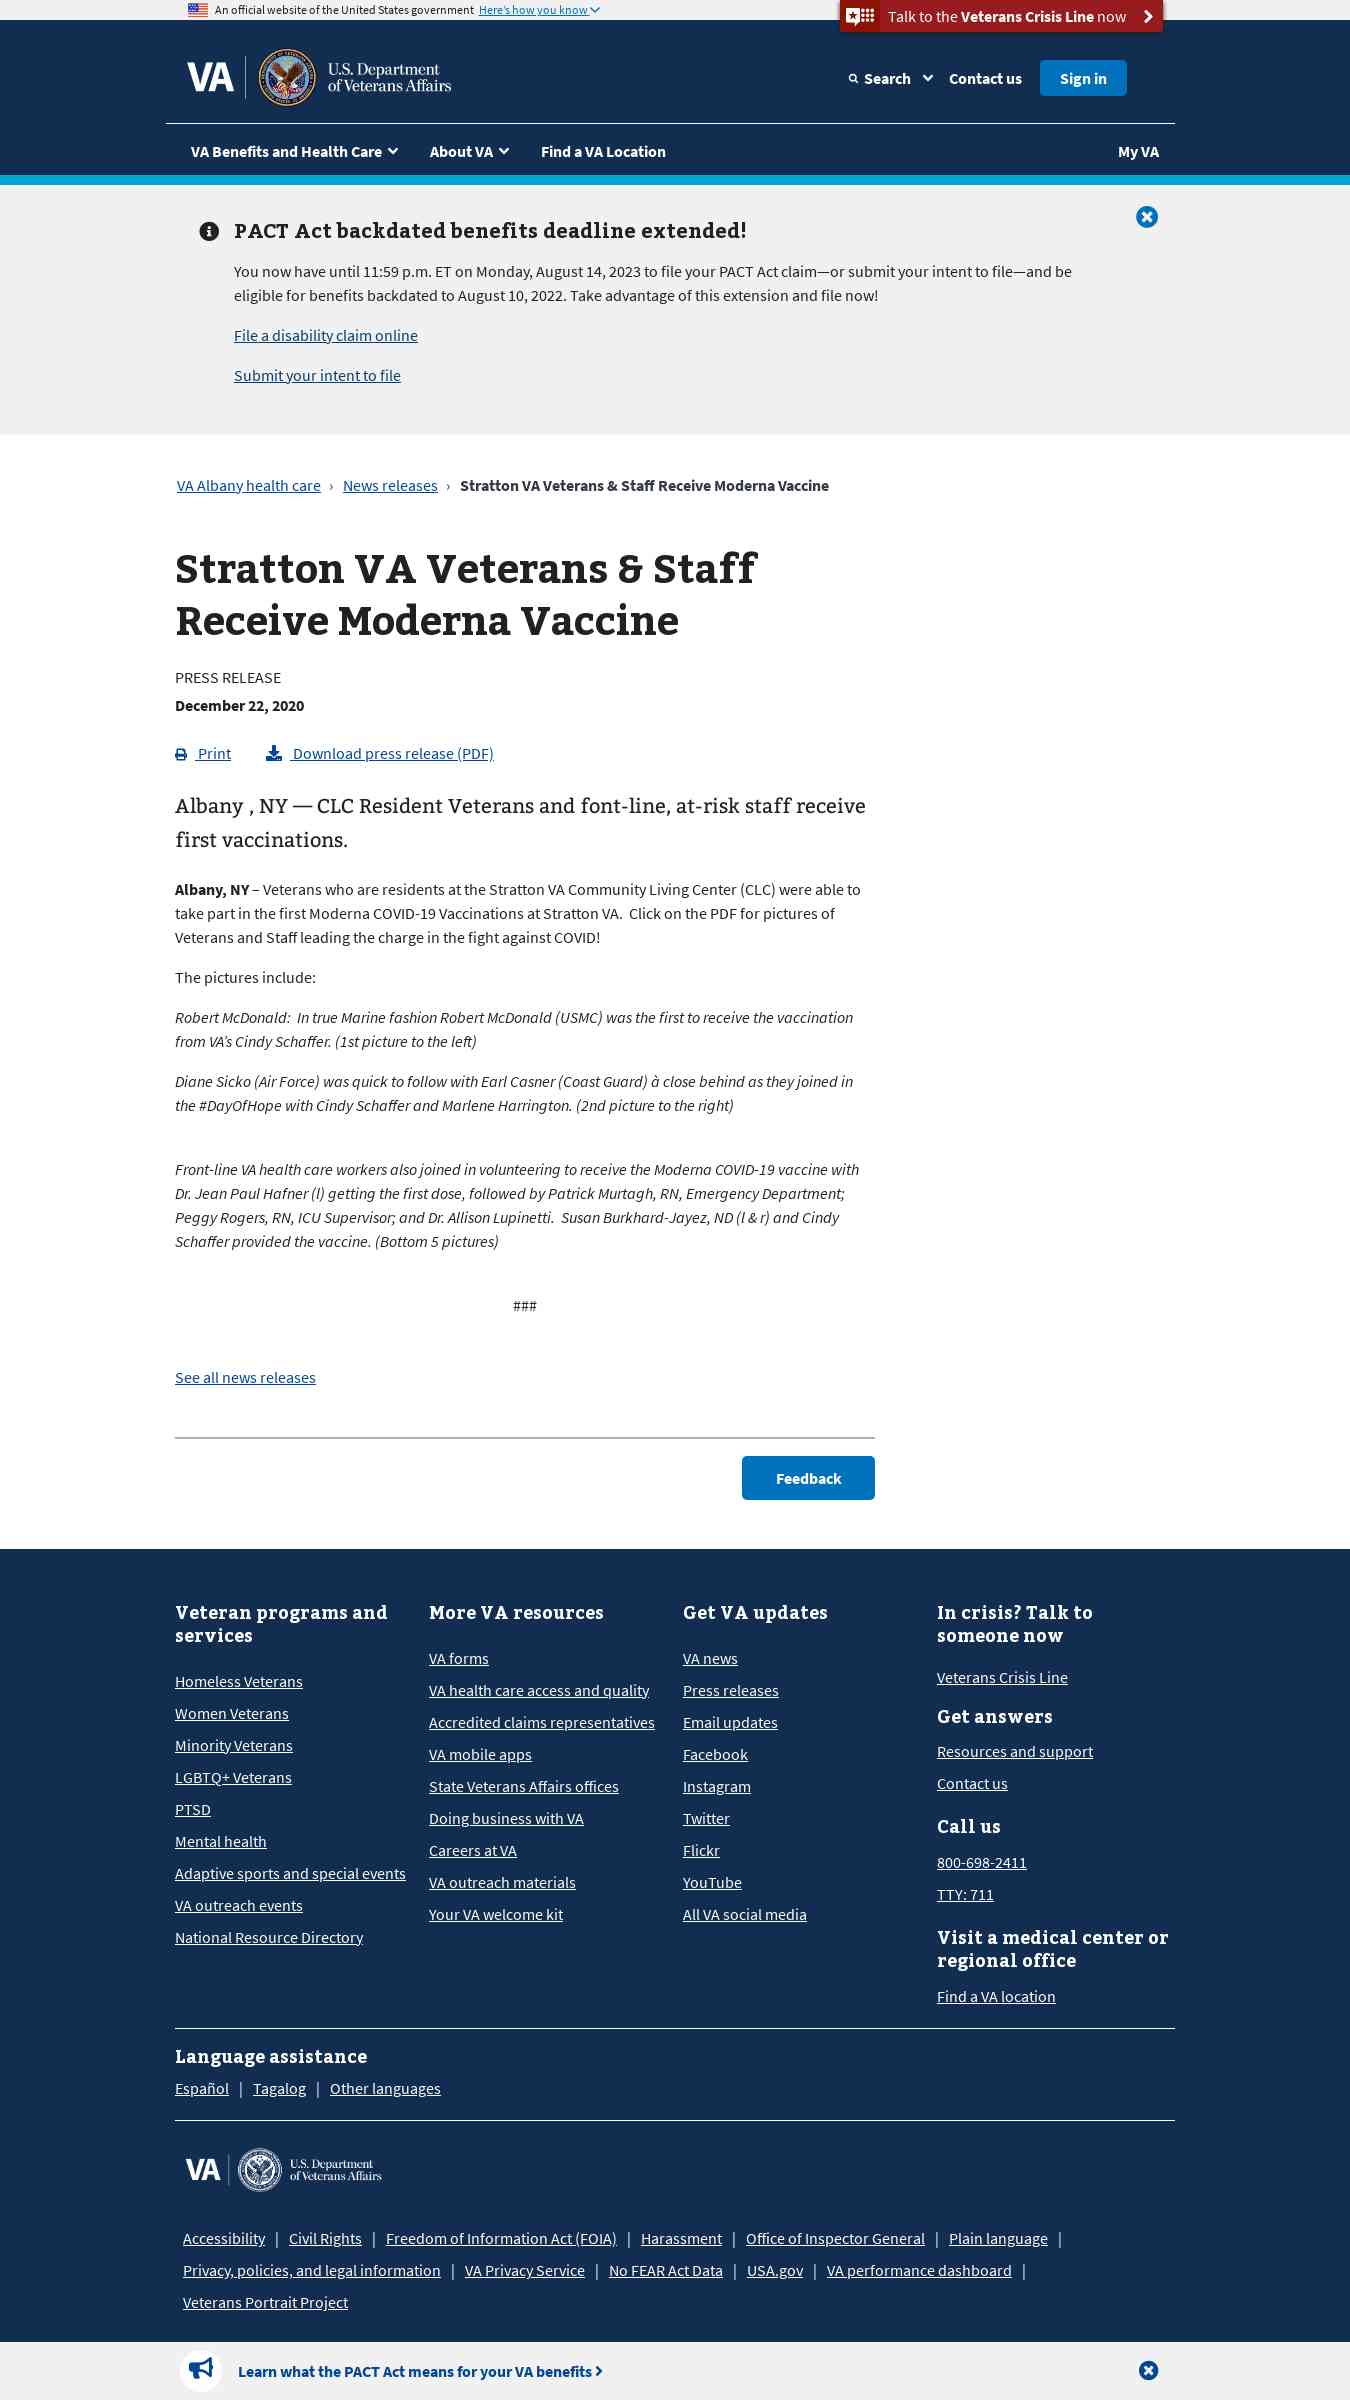 An official website of the United States government Here's how you know
Talk to the Veterans Crisis Line now
VA U.S. Department of Veterans Affairs
Search Contact us Sign in
VA Benefits and Health Care About VA Find a VA Location My VA
PACT Act backdated benefits deadline extended!
You now have until 11:59 p.m. ET on Monday, August 14, 2023 to file your PACT Act claim—or submit your intent to file—and be
eligible for benefits backdated to August 10, 2022. Take advantage of this extension and file now!
File a disability claim online
Submit your intent to file
VA Albany health care › News releases › Stratton VA Veterans & Staff Receive Moderna Vaccine
Stratton VA Veterans & Staff
Receive Moderna Vaccine
PRESS RELEASE
December 22, 2020
Print Download press release (PDF)
Albany , NY — CLC Resident Veterans and font-line, at-risk staff receive
first vaccinations.
Albany, NY – Veterans who are residents at the Stratton VA Community Living Center (CLC) were able to
take part in the first Moderna COVID-19 Vaccinations at Stratton VA.  Click on the PDF for pictures of
Veterans and Staff leading the charge in the fight against COVID!
The pictures include:
Robert McDonald:  In true Marine fashion Robert McDonald (USMC) was the first to receive the vaccination
from VA's Cindy Schaffer. (1st picture to the left)
Diane Sicko (Air Force) was quick to follow with Earl Casner (Coast Guard) à close behind as they joined in
the #DayOfHope with Cindy Schaffer and Marlene Harrington. (2nd picture to the right)
Front-line VA health care workers also joined in volunteering to receive the Moderna COVID-19 vaccine with
Dr. Jean Paul Hafner (l) getting the first dose, followed by Patrick Murtagh, RN, Emergency Department;
Peggy Rogers, RN, ICU Supervisor; and Dr. Allison Lupinetti.  Susan Burkhard-Jayez, ND (l & r) and Cindy
Schaffer provided the vaccine. (Bottom 5 pictures)
###
See all news releases
Feedback
Veteran programs and
services
Homeless Veterans
Women Veterans
Minority Veterans
LGBTQ+ Veterans
PTSD
Mental health
Adaptive sports and special events
VA outreach events
National Resource Directory
More VA resources
VA forms
VA health care access and quality
Accredited claims representatives
VA mobile apps
State Veterans Affairs offices
Doing business with VA
Careers at VA
VA outreach materials
Your VA welcome kit
Get VA updates
VA news
Press releases
Email updates
Facebook
Instagram
Twitter
Flickr
YouTube
All VA social media
In crisis? Talk to
someone now
Veterans Crisis Line
Get answers
Resources and support
Contact us
Call us
800-698-2411
TTY: 711
Visit a medical center or
regional office
Find a VA location
Language assistance
Español | Tagalog | Other languages
VA U.S. Department of Veterans Affairs
Accessibility | Civil Rights | Freedom of Information Act (FOIA) | Harassment | Office of Inspector General | Plain language |
Privacy, policies, and legal information | VA Privacy Service | No FEAR Act Data | USA.gov | VA performance dashboard |
Veterans Portrait Project
Learn what the PACT Act means for your VA benefits